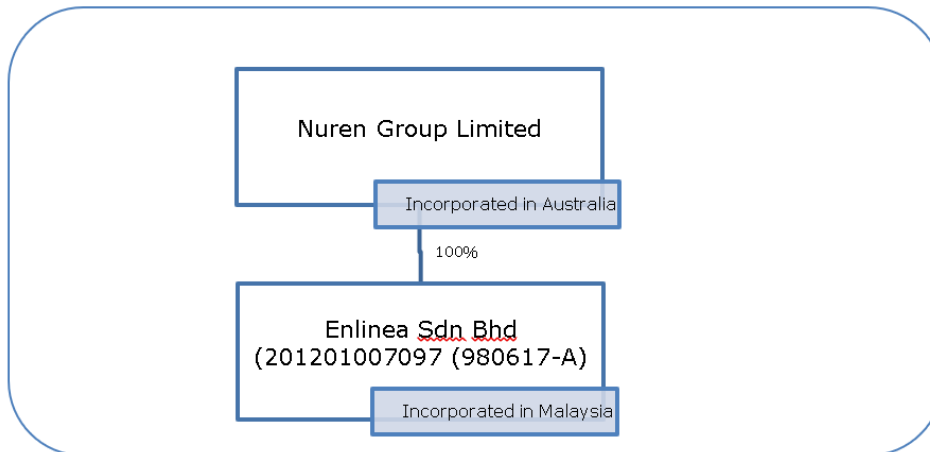 Nuren Group Limited
Incorporated in Australia
100%
Enlinea Sdn Bhd
(201201007097 (980617-A)
Incorporated in Malaysia